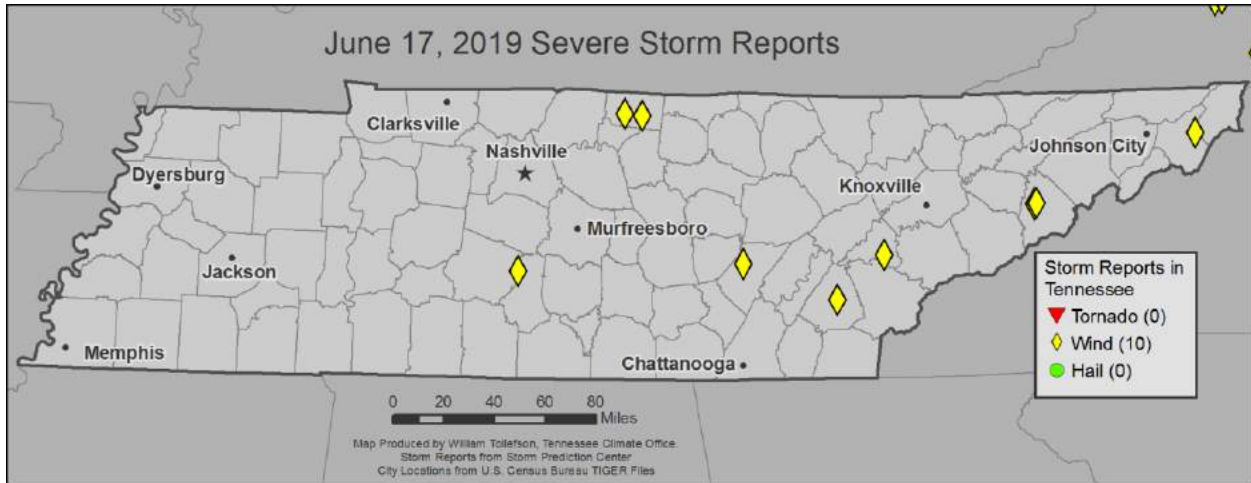 June 17, 2019 Severe Storm Reports
Clarksville
Nashville
Johnson City
Dyersburg
Knoxville
Murfreesboro
Jackson
Storm Reports in
Tennessee
Tornado (0)
Wind (10)
Hail (0)
Memphis
Chattanooga
0 20 40 60 80
Miles
Map Produced by William Tollefson, Tennessee Climate Office.
Storm Reports from Storm Prediction Center
City Locations from U.S. Census Bureau TIGER Files